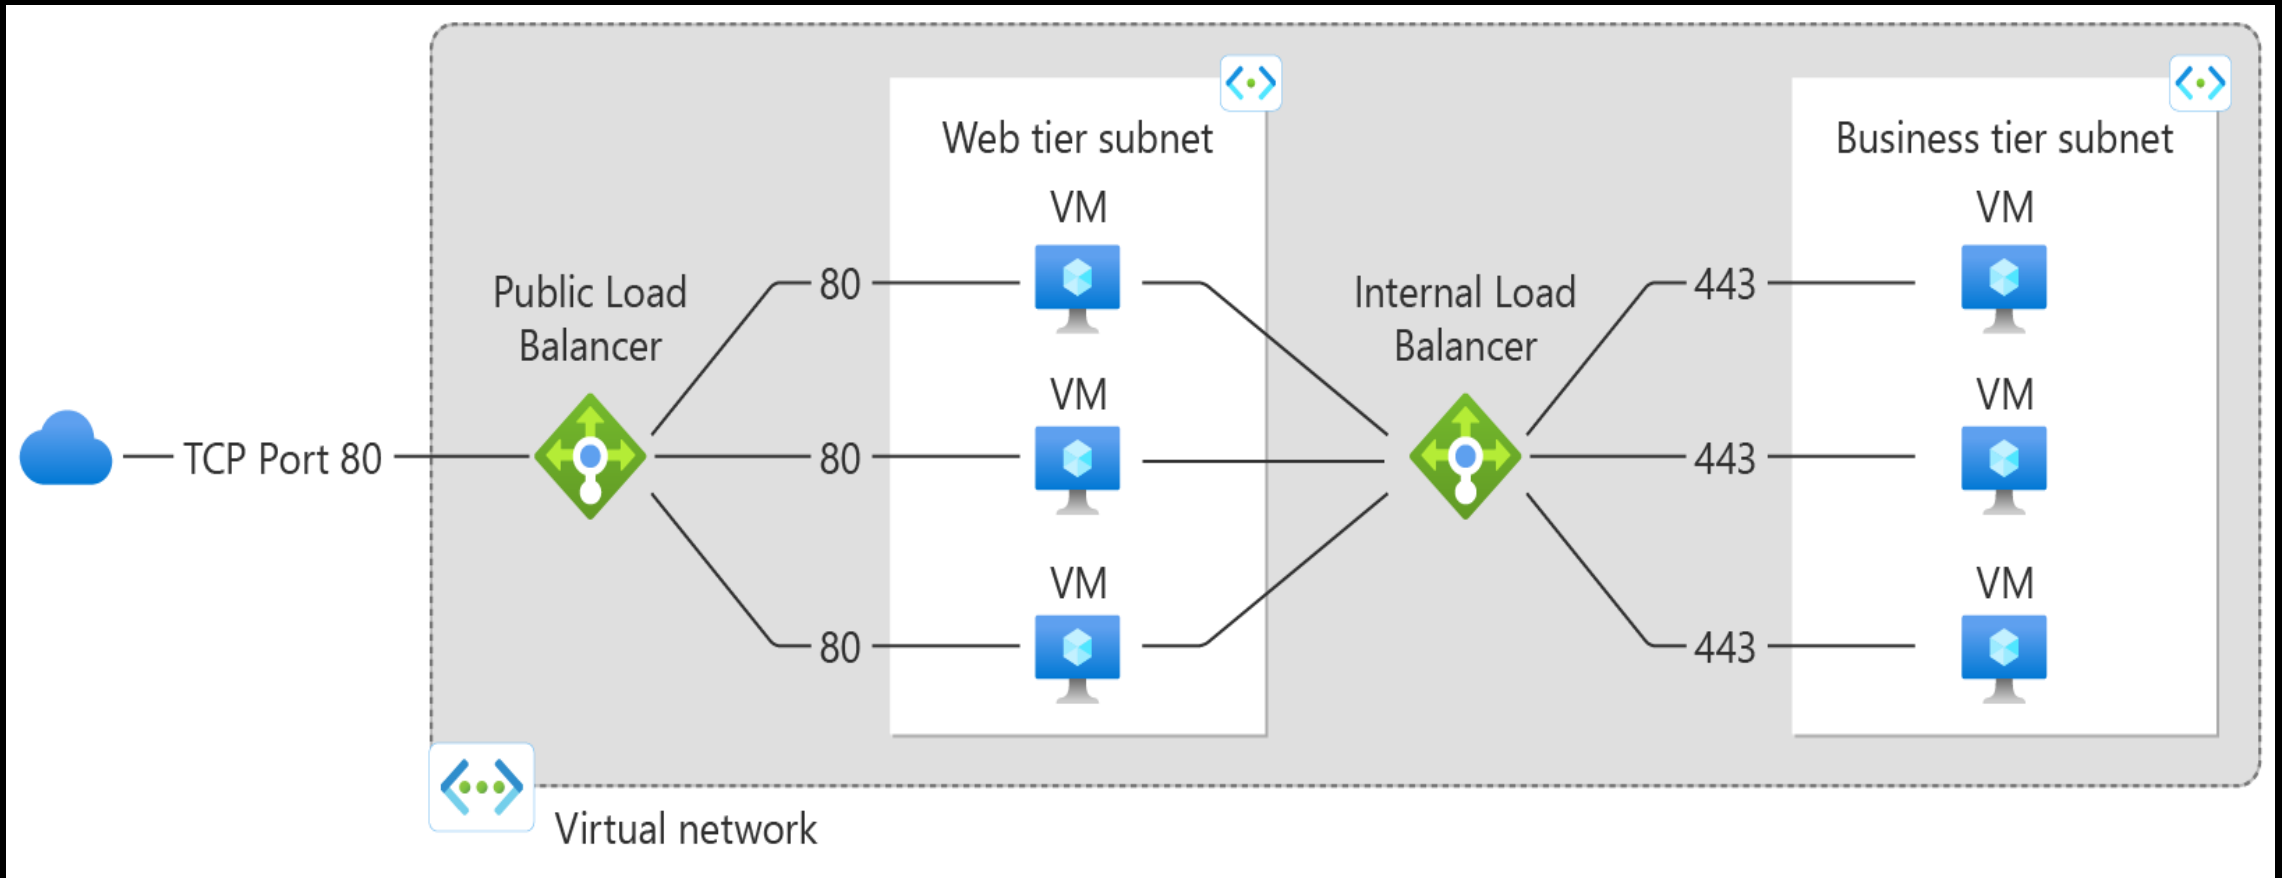 Web tier subnet
Business tier subnet
VM
VM
Public Load
Balancer
80
Internal Load
Balancer
443
VM
VM
TCP Port 80
80
443
VM
VM
80
443
Virtual network